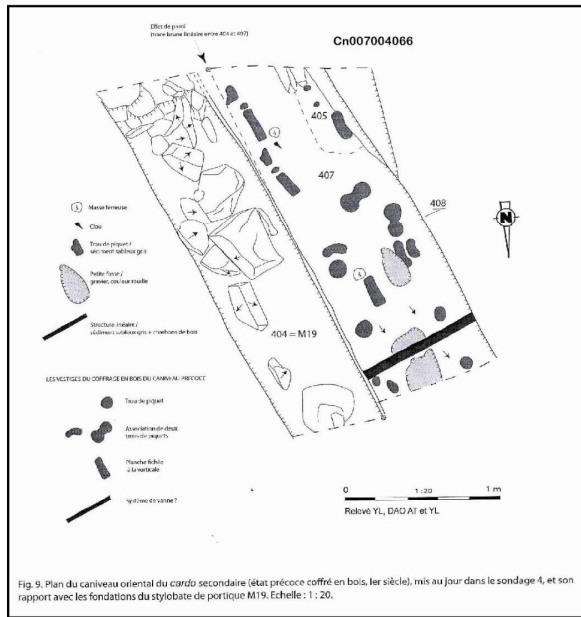 Effet de paroi
(trace brune linéaire entre 404 et 407)
Cn007004066
405
407
408
N
404 = M19
Masse ferreuse
Clou
Trou de piquet /
sédiment sableux gris
Petite fosse /
gravier, couleur rouille
Structure linéaire /
sédiment sableux gris + charbons de bois
LES VESTIGES DU COFFRAGE EN BOIS DU CANIVEAU PRÉCOCE
Trou de piquet
Association de deux
trous de piquets
Planche fichée
à la verticale
Système de vanne ?
0 1:20 1 m
Relevé YL, DAO AT et YL
Fig. 9. Plan du caniveau oriental du cardo secondaire (état précoce coffré en bois, Ier siècle), mis au jour dans le sondage 4, et son
rapport avec les fondations du stylobate de portique M19. Echelle : 1 : 20.